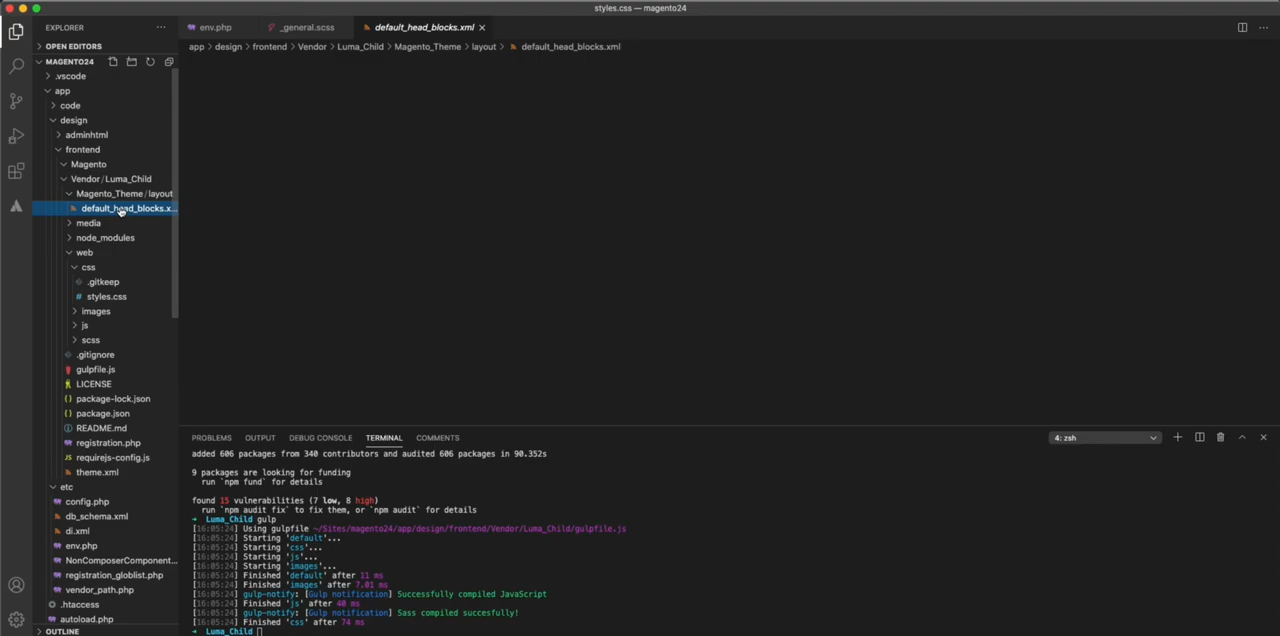 styles.css — magento24
EXPLORER
env.php
_general.scss
default_head_blocks.xml
OPEN EDITORS
app > design > frontend > Vendor > Luma_Child > Magento_Theme > layout > default_head_blocks.xml
MAGENTO24
.vscode
app
code
design
adminhtml
frontend
Magento
Vendor / Luma_Child
Magento_Theme / layout
default_head_blocks.x...
media
node_modules
web
css
.gitkeep
styles.css
images
js
scss
.gitignore
gulpfile.js
LICENSE
package-lock.json
package.json
README.md
registration.php
requirejs-config.js
theme.xml
etc
config.php
db_schema.xml
di.xml
env.php
NonComposerComponent...
registration_globlist.php
vendor_path.php
.htaccess
autoload.php
OUTLINE
PROBLEMS OUTPUT DEBUG CONSOLE TERMINAL COMMENTS
4: zsh
added 606 packages from 340 contributors and audited 606 packages in 90.352s
9 packages are looking for funding
run `npm fund` for details
found 15 vulnerabilities (7 low, 8 high)
run `npm audit fix` to fix them, or `npm audit` for details
→ Luma_Child gulp
[16:05:24] Using gulpfile ~/Sites/magento24/app/design/frontend/Vendor/Luma_Child/gulpfile.js
[16:05:24] Starting 'default'...
[16:05:24] Starting 'css'...
[16:05:24] Starting 'js'...
[16:05:24] Starting 'images'...
[16:05:24] Finished 'default' after 11 ms
[16:05:24] Finished 'images' after 7.01 ms
[16:05:24] gulp-notify: [Gulp notification] Successfully compiled JavaScript
[16:05:24] Finished 'js' after 40 ms
[16:05:24] gulp-notify: [Gulp notification] Sass compiled succesfully!
[16:05:24] Finished 'css' after 74 ms
→ Luma_Child